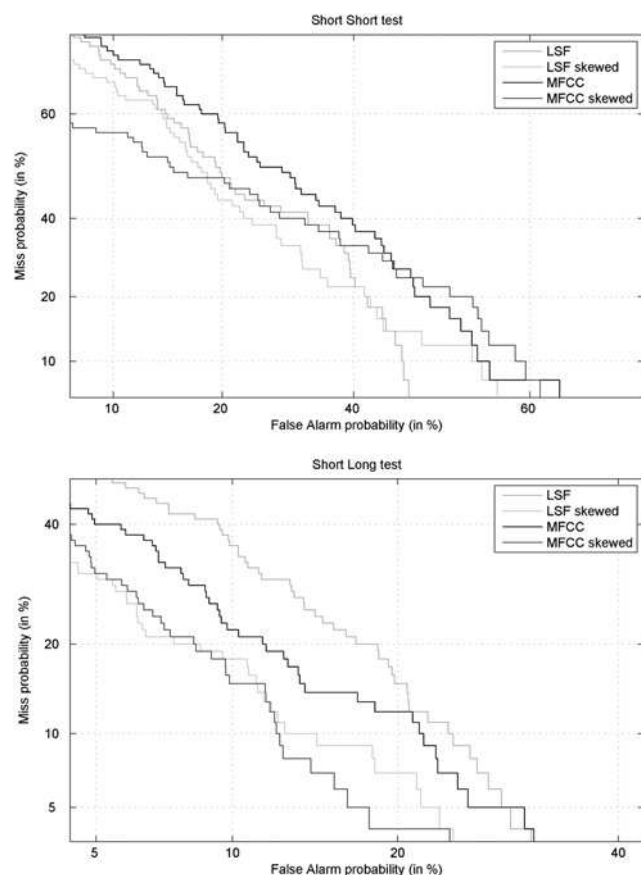 Short Short test
LSF
LSF skewed
MFCC
MFCC skewed
60
40
20
10
Miss probability (in %)
10
20
40
60
False Alarm probability (in %)
Short Long test
LSF
LSF skewed
MFCC
MFCC skewed
40
20
10
5
Miss probability (in %)
5
10
20
40
False Alarm probability (in %)